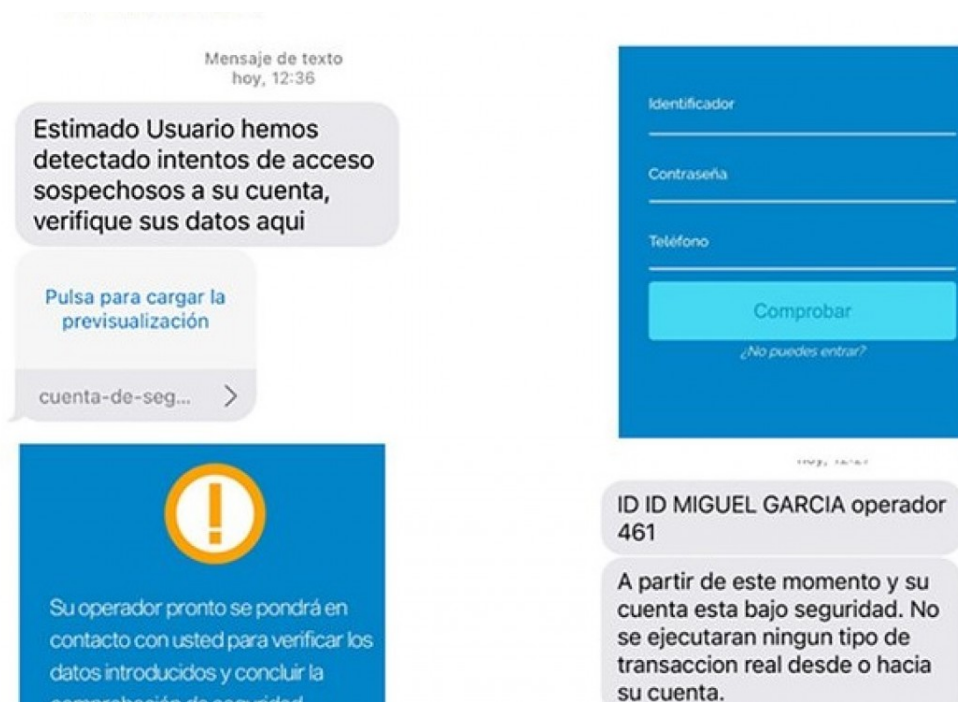 Mensaje de texto
hoy, 12:36
Estimado Usuario hemos
detectado intentos de acceso
sospechosos a su cuenta,
verifique sus datos aqui
Pulsa para cargar la
previsualización
cuenta-de-seg...
Su operador pronto se pondrá en
contacto con usted para verificar los
datos introducidos y concluir la
comprobación de seguridad
Identificador
Contraseña
Teléfono
Comprobar
¿No puedes entrar?
ID ID MIGUEL GARCIA operador
461
A partir de este momento y su
cuenta esta bajo seguridad. No
se ejecutaran ningun tipo de
transaccion real desde o hacia
su cuenta.